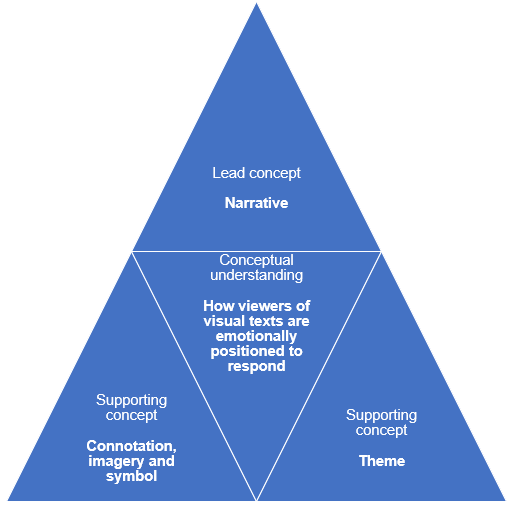 Lead concept
Narrative
Conceptual
understanding
How viewers of
visual texts are
emotionally
positioned to
respond
Supporting
concept
Connotation,
imagery and
symbol
Supporting
concept
Theme